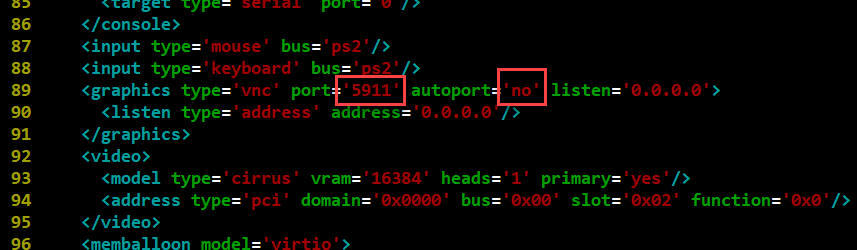 85     <target type='serial' port='0'/>
86   </console>
87   <input type='mouse' bus='ps2'/>
88   <input type='keyboard' bus='ps2'/>
89   <graphics type='vnc' port='5911' autoport='no' listen='0.0.0.0'>
90     <listen type='address' address='0.0.0.0'/>
91   </graphics>
92   <video>
93     <model type='cirrus' vram='16384' heads='1' primary='yes'/>
94     <address type='pci' domain='0x0000' bus='0x00' slot='0x02' function='0x0'/>
95   </video>
96   <memballoon model='virtio'>